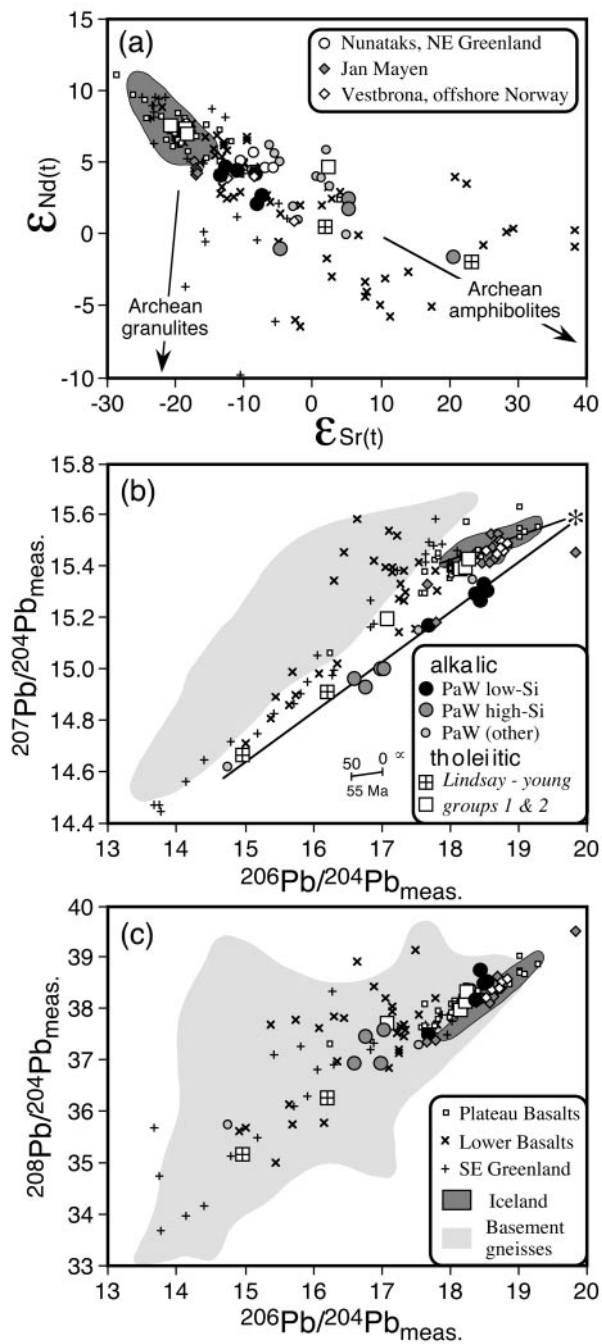 (a)
Nunataks, NE Greenland
Jan Mayen
Vestbrona, offshore Norway
15
10
5
0
-5
-10
εNd(t)
Archean
granulites
Archean
amphibolites
-30 -20 -10 0 10 20 30 40
εSr(t)
(b)
15.8
15.6
15.4
15.2
15.0
14.8
14.6
14.4
207Pb/204Pbmeas.
*
50 0 ∝
55 Ma
alkalic
PaW low-Si
PaW high-Si
PaW (other)
tholeiitic
Lindsay - young
groups 1 & 2
13 14 15 16 17 18 19 20
206Pb/204Pbmeas.
(c)
40
39
38
37
36
35
34
33
208Pb/204Pbmeas.
Plateau Basalts
Lower Basalts
SE Greenland
Iceland
Basement
gneisses
13 14 15 16 17 18 19 20
206Pb/204Pbmeas.